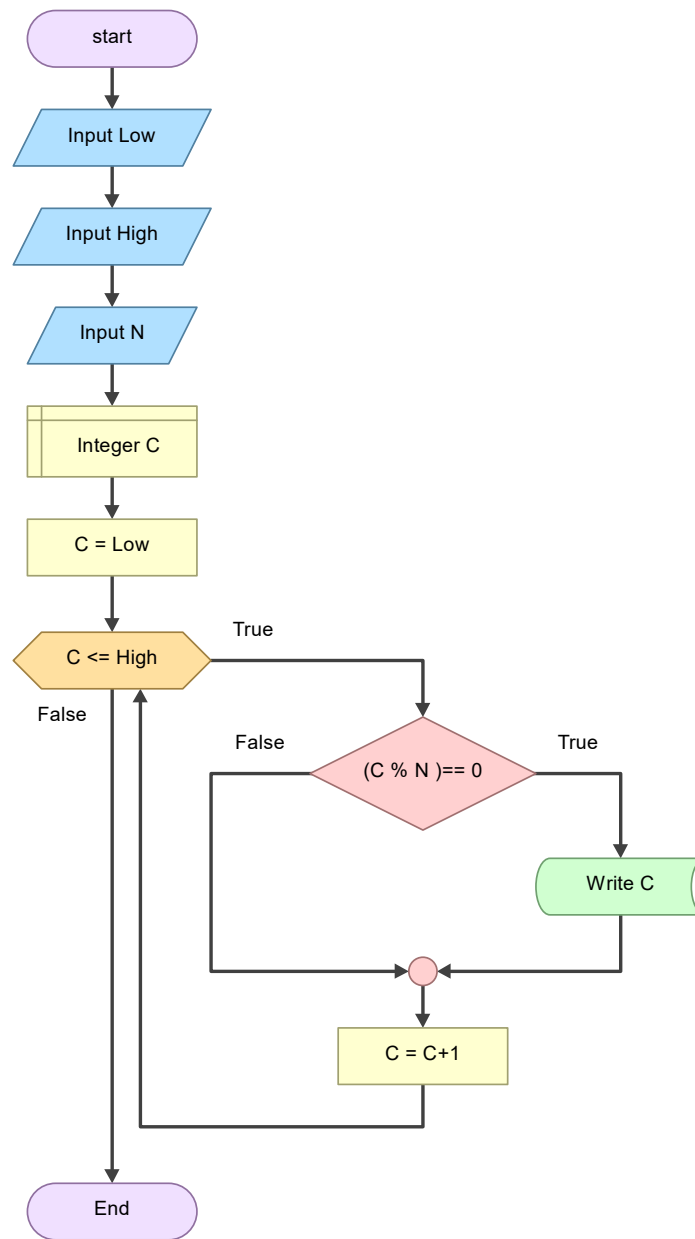 start
Input Low
Input High
Input N
Integer C
C = Low
C <= High
True
False
(C % N )== 0
False
True
Write C
C = C+1
End